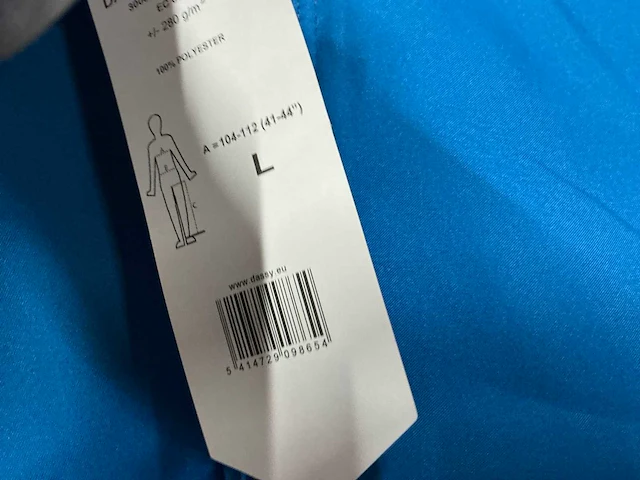 +/- 280 g/m²
100% POLYESTER
A = 104-112 (41-44")
L
A
B
C
www.dassy.eu
5 414729 098654